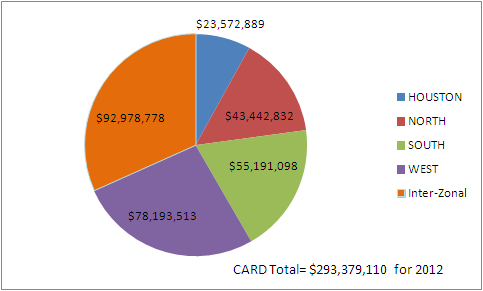 $23,572,889
$43,442,832
$55,191,098
$78,193,513
$92,978,778
HOUSTON
NORTH
SOUTH
WEST
Inter-Zonal
CARD Total= $293,379,110 for 2012